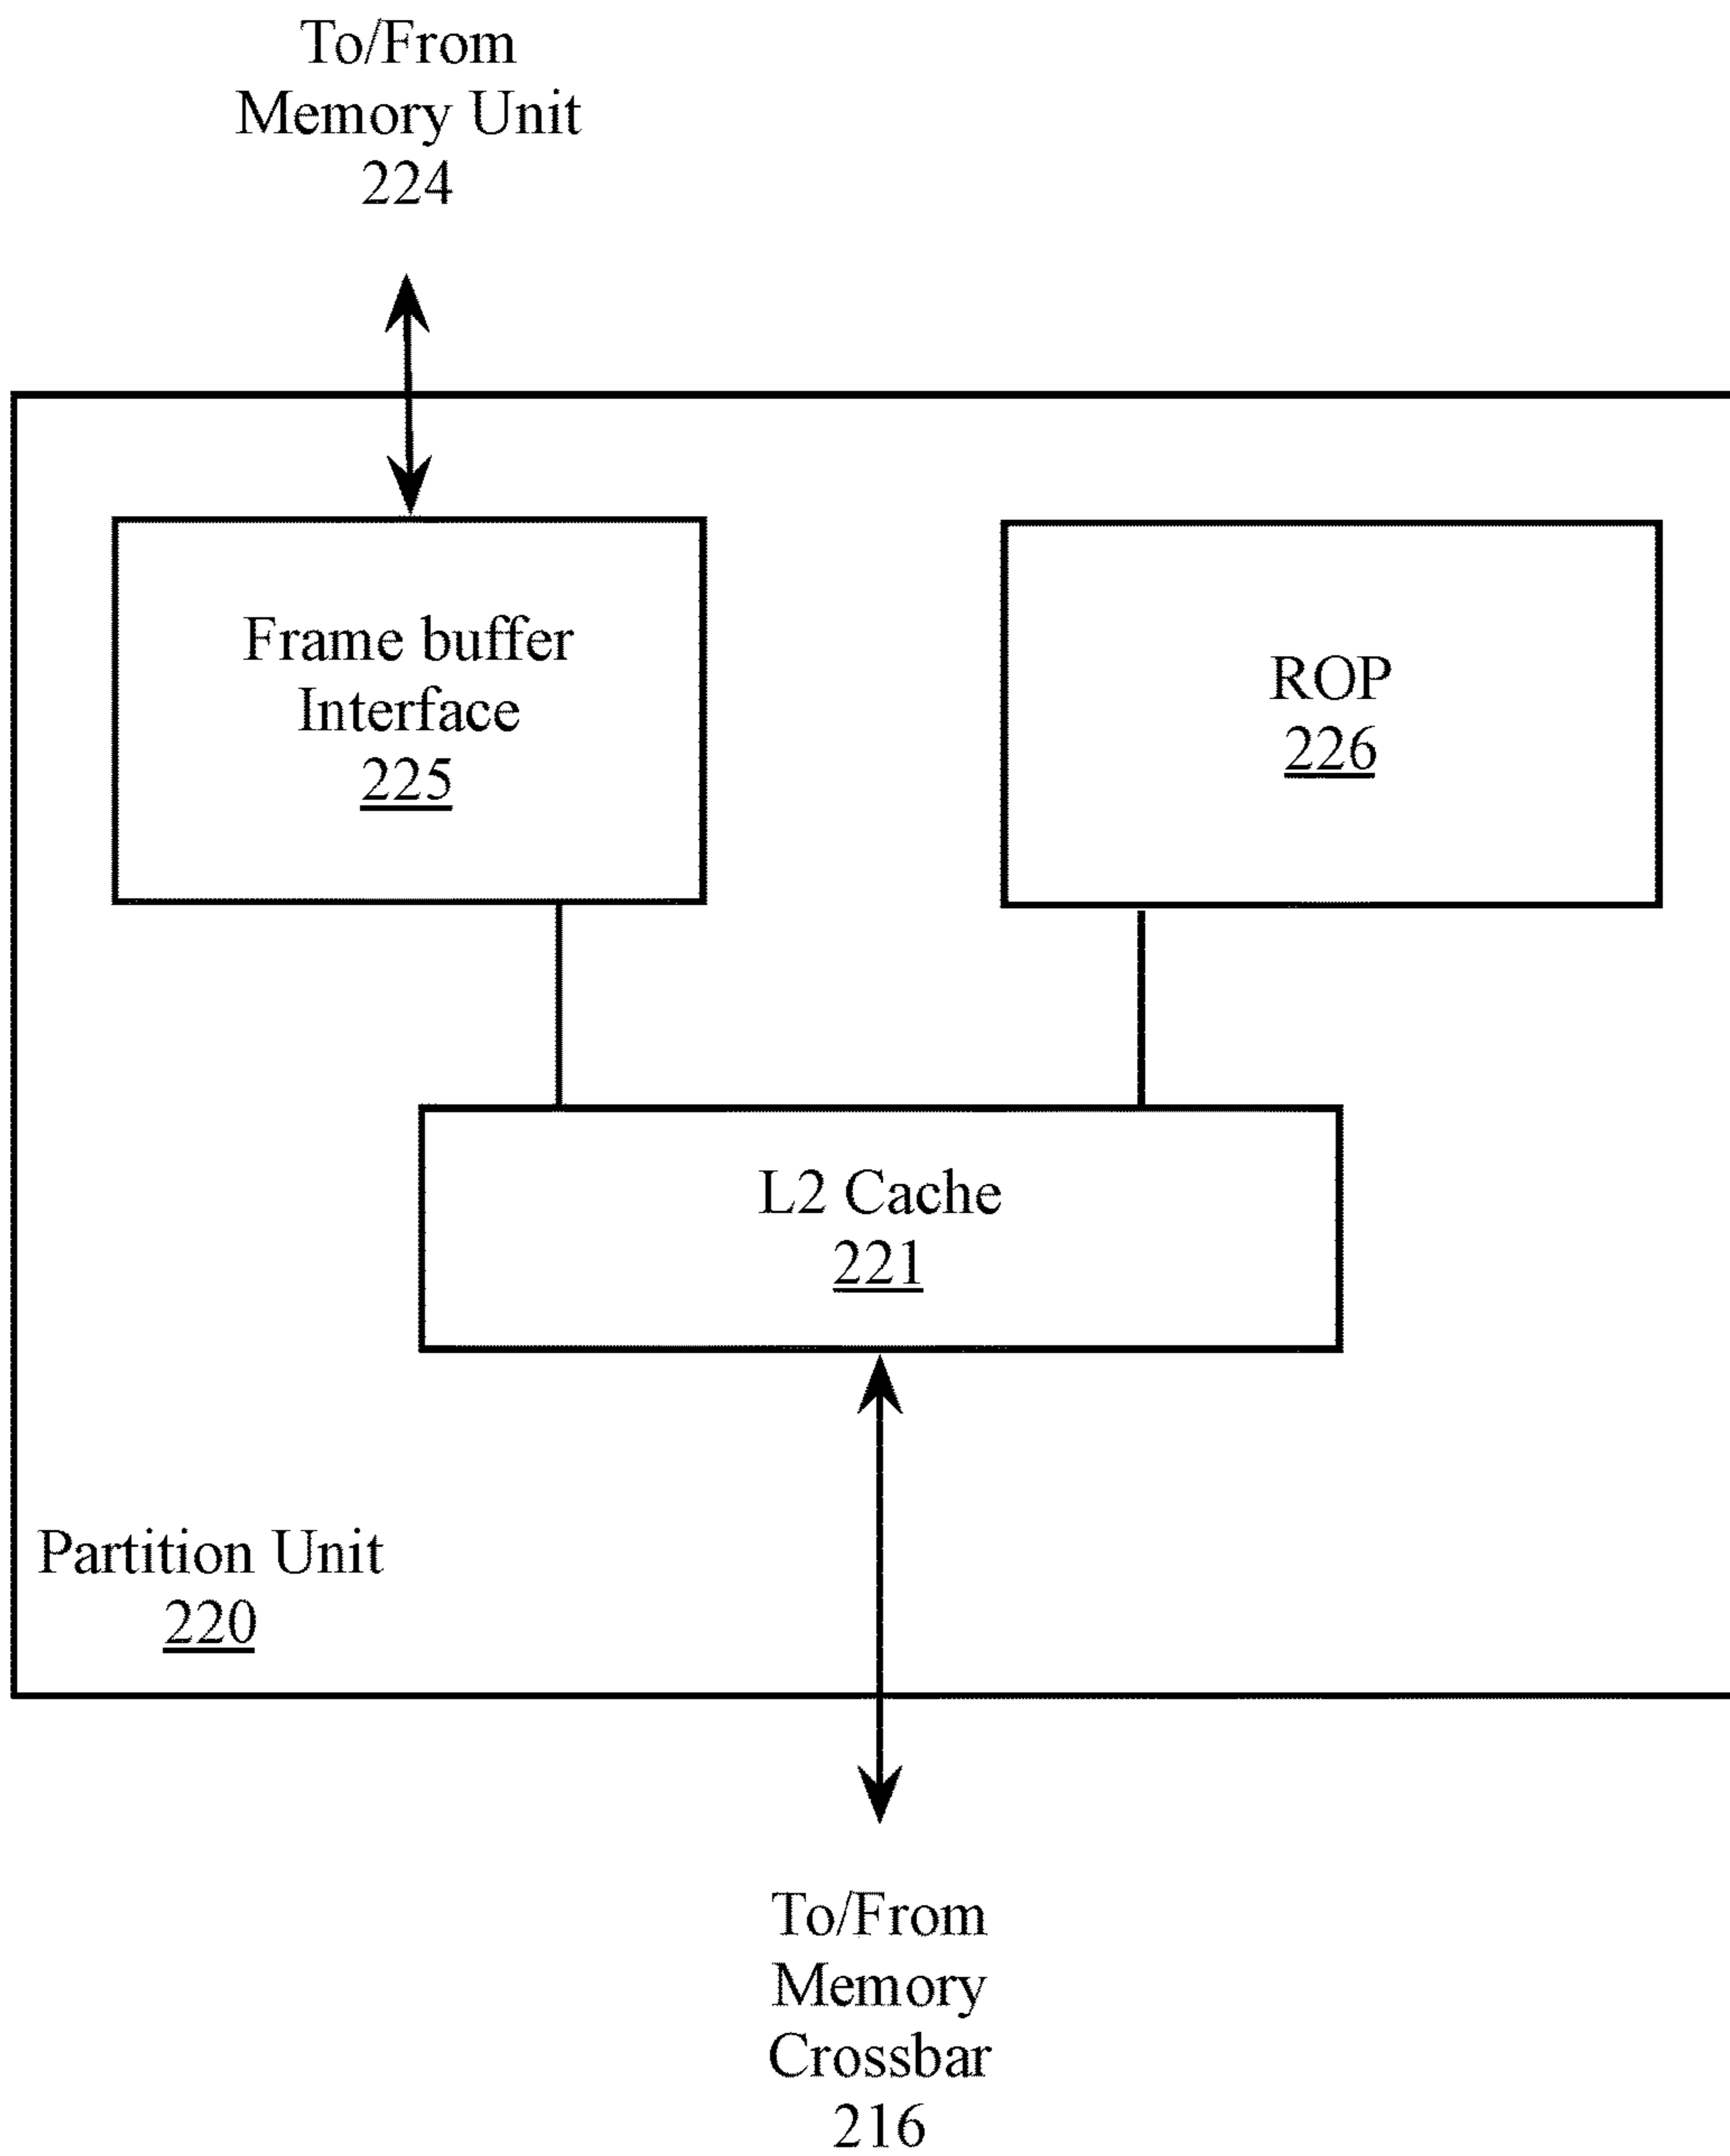 To/From
Memory Unit
224
Frame buffer
Interface
225
ROP
226
L2 Cache
221
Partition Unit
220
To/From
Memory
Crossbar
216